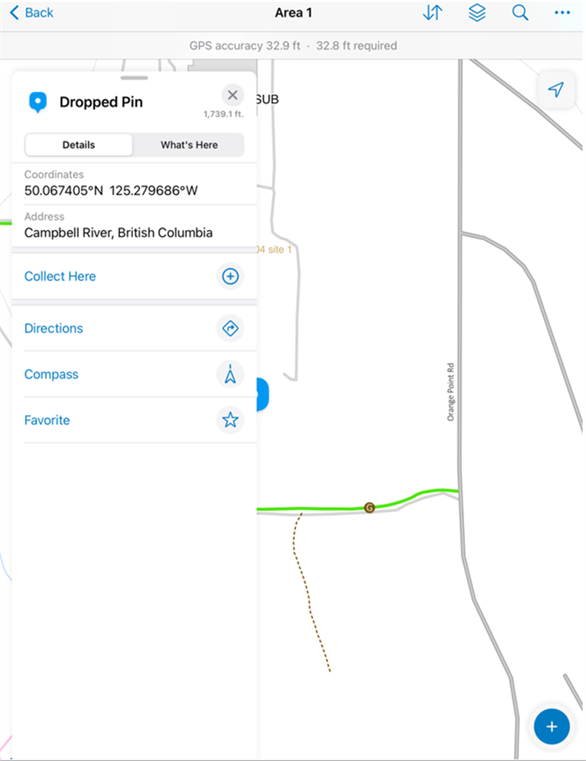 Back
Area 1
GPS accuracy 32.9 ft · 32.8 ft required
Dropped Pin
1,739.1 ft.
SUB
Details
What's Here
Coordinates
50.067405°N 125.279686°W
Address
Campbell River, British Columbia
04 site 1
Collect Here
Directions
Compass
Favorite
Orange Point Rd
G